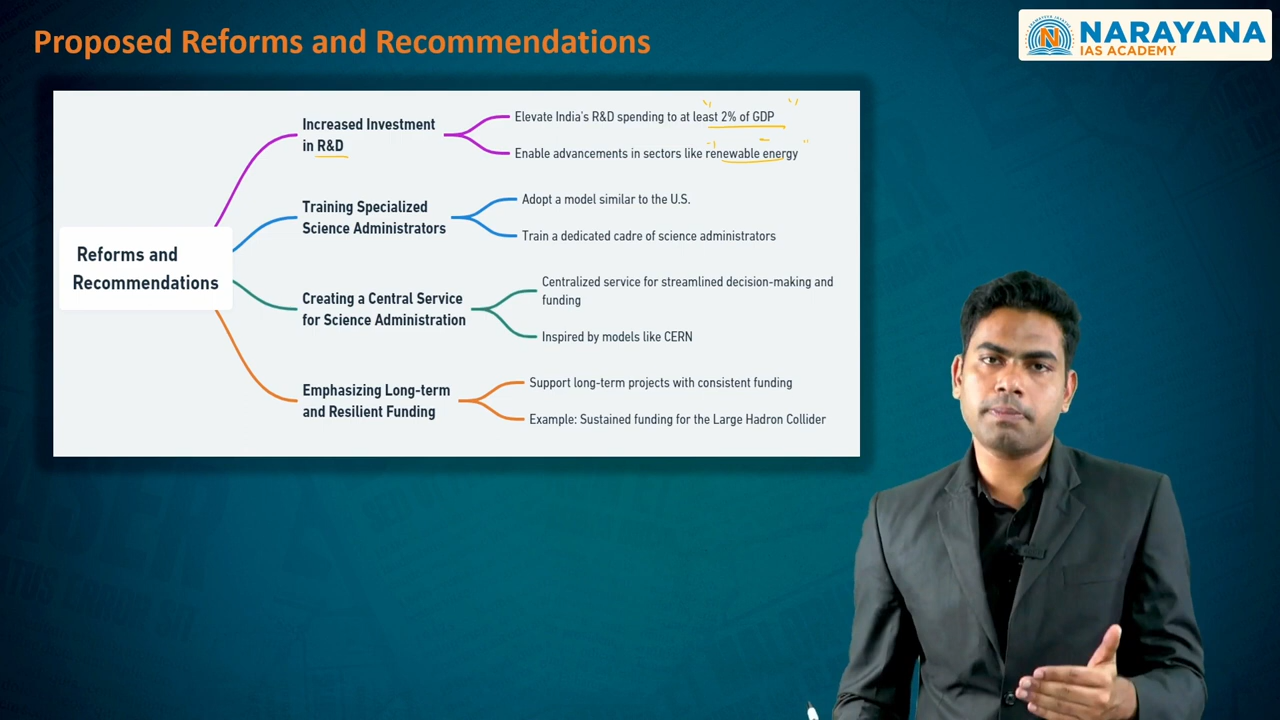 Proposed Reforms and Recommendations
NARAYANA
IAS ACADEMY
Reforms and
Recommendations
Increased Investment
in R&D
Elevate India's R&D spending to at least 2% of GDP
Enable advancements in sectors like renewable energy
Training Specialized
Science Administrators
Adopt a model similar to the U.S.
Train a dedicated cadre of science administrators
Creating a Central Service
for Science Administration
Centralized service for streamlined decision-making and
funding
Inspired by models like CERN
Emphasizing Long-term
and Resilient Funding
Support long-term projects with consistent funding
Example: Sustained funding for the Large Hadron Collider